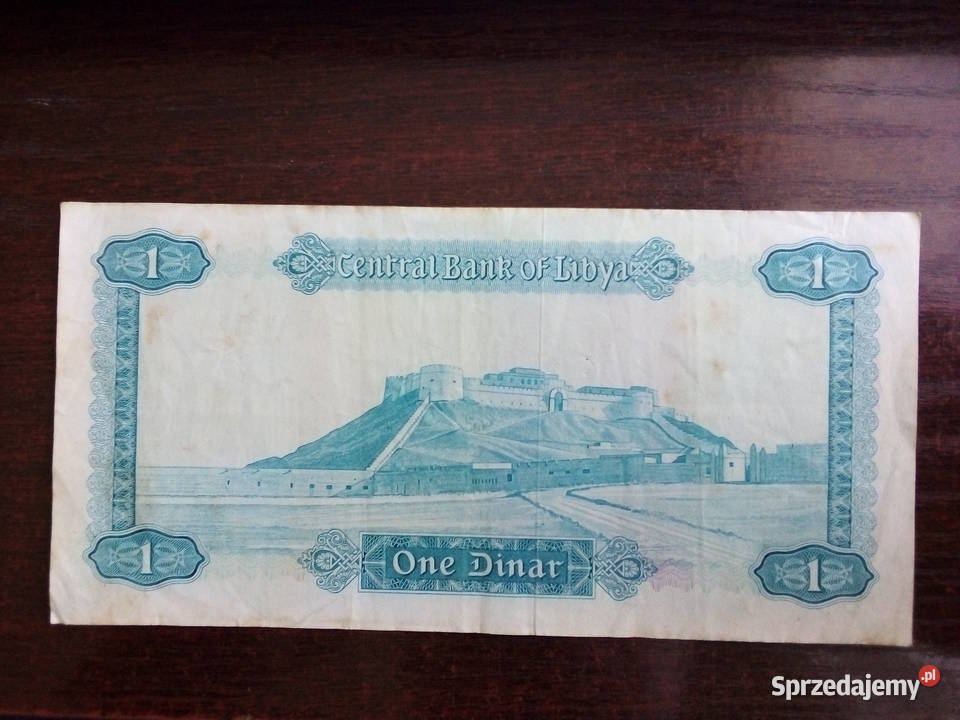 1 Central Bank of Libya 1
1 One Dinar 1
Sprzedajemy.pl